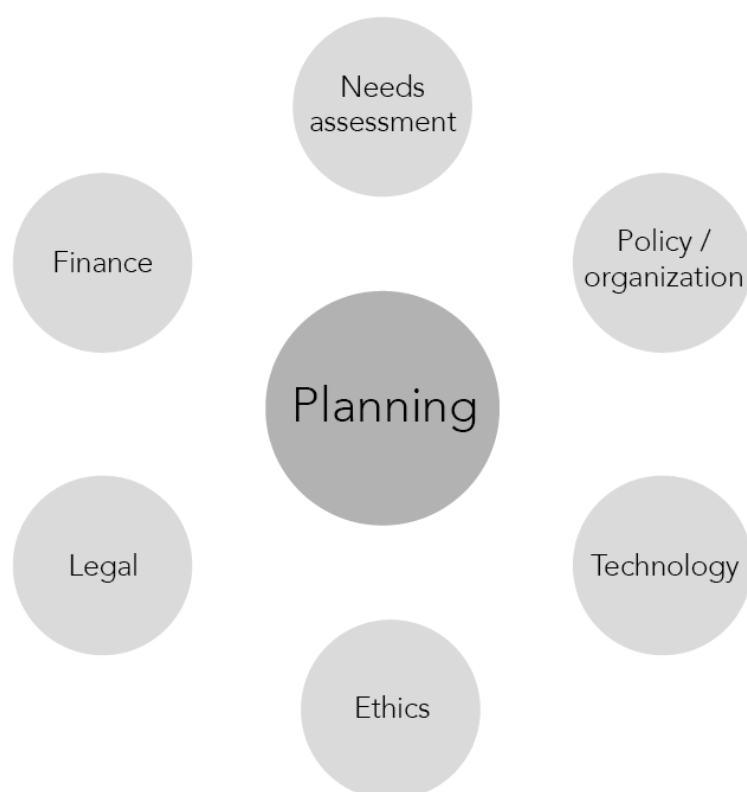 Needs
assessment
Policy /
organization
Finance
Planning
Technology
Legal
Ethics